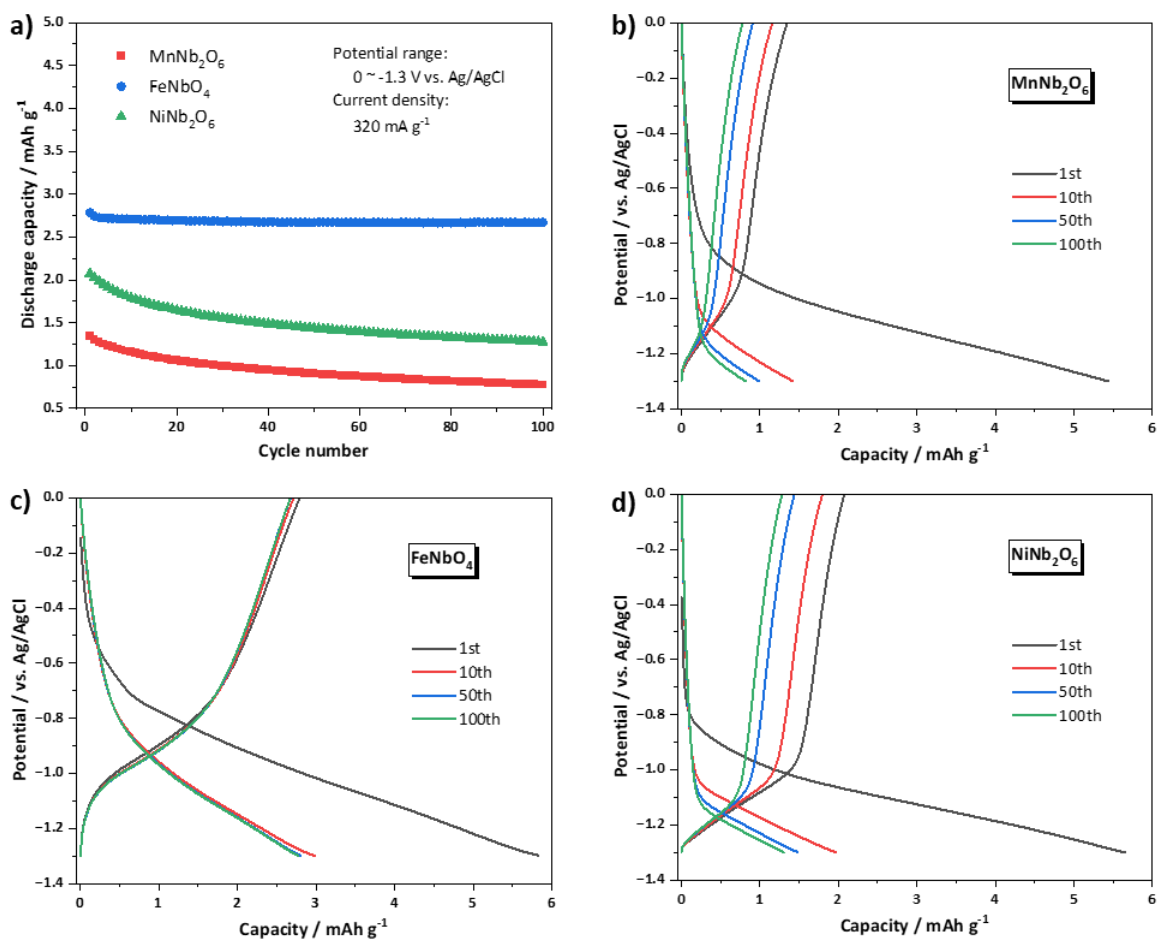 a)
5.0
4.5
4.0
3.5
3.0
2.5
2.0
1.5
1.0
0.5
Discharge capacity / mAh g⁻¹
MnNb₂O₆
FeNbO₄
NiNb₂O₆
Potential range:
0 ~ -1.3 V vs. Ag/AgCl
Current density:
320 mA g⁻¹
0 20 40 60 80 100
Cycle number
b)
0.0
−0.2
−0.4
−0.6
−0.8
−1.0
−1.2
−1.4
Potential / vs. Ag/AgCl
MnNb₂O₆
1st
10th
50th
100th
0 1 2 3 4 5 6
Capacity / mAh g⁻¹
c)
0.0
−0.2
−0.4
−0.6
−0.8
−1.0
−1.2
−1.4
Potential / vs. Ag/AgCl
FeNbO₄
1st
10th
50th
100th
0 1 2 3 4 5 6
Capacity / mAh g⁻¹
d)
0.0
−0.2
−0.4
−0.6
−0.8
−1.0
−1.2
−1.4
Potential / vs. Ag/AgCl
NiNb₂O₆
1st
10th
50th
100th
0 1 2 3 4 5 6
Capacity / mAh g⁻¹